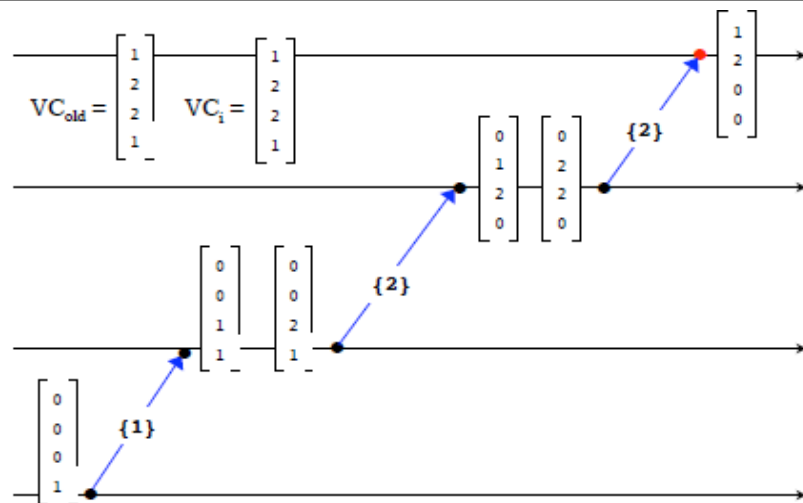 VC_old = [1 2 2 1] VC_i = [1 2 2 1]
{2}
[1 2 0 0]
[0 1 2 0] [0 2 2 0]
{2}
[0 0 1 1] [0 0 2 1]
{1}
[0 0 0 1]